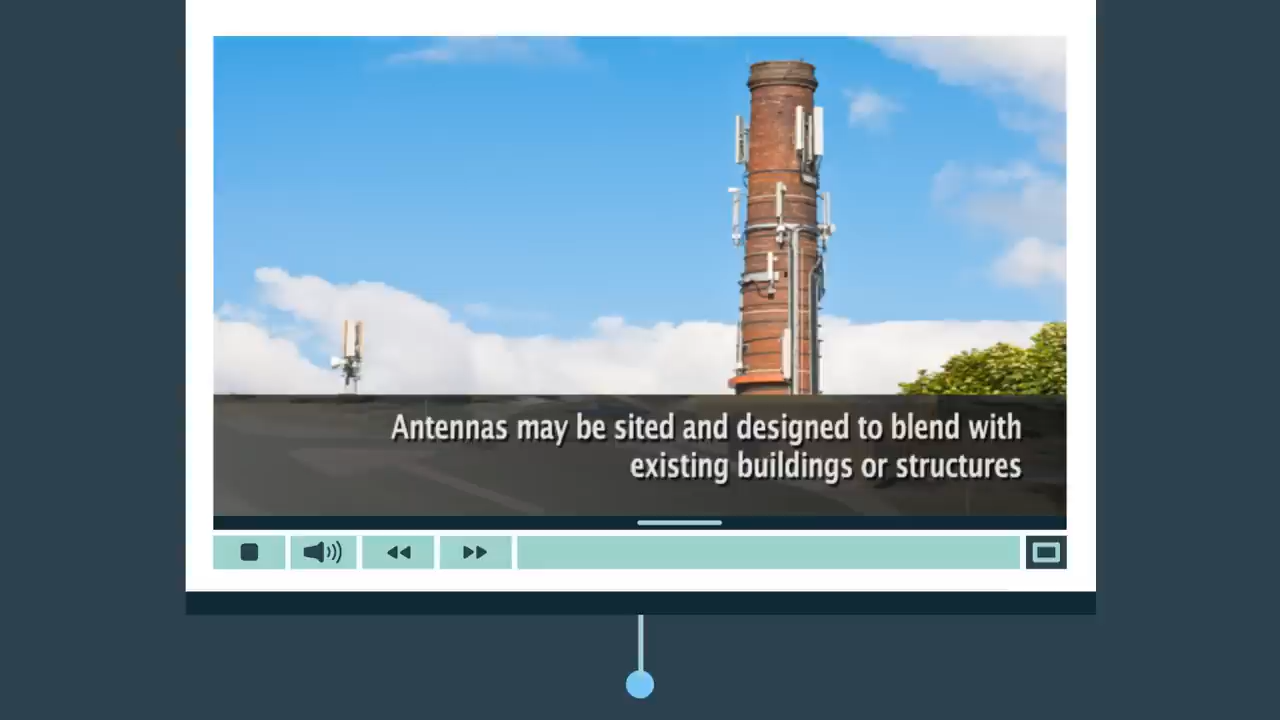 Antennas may be sited and designed to blend with
existing buildings or structures